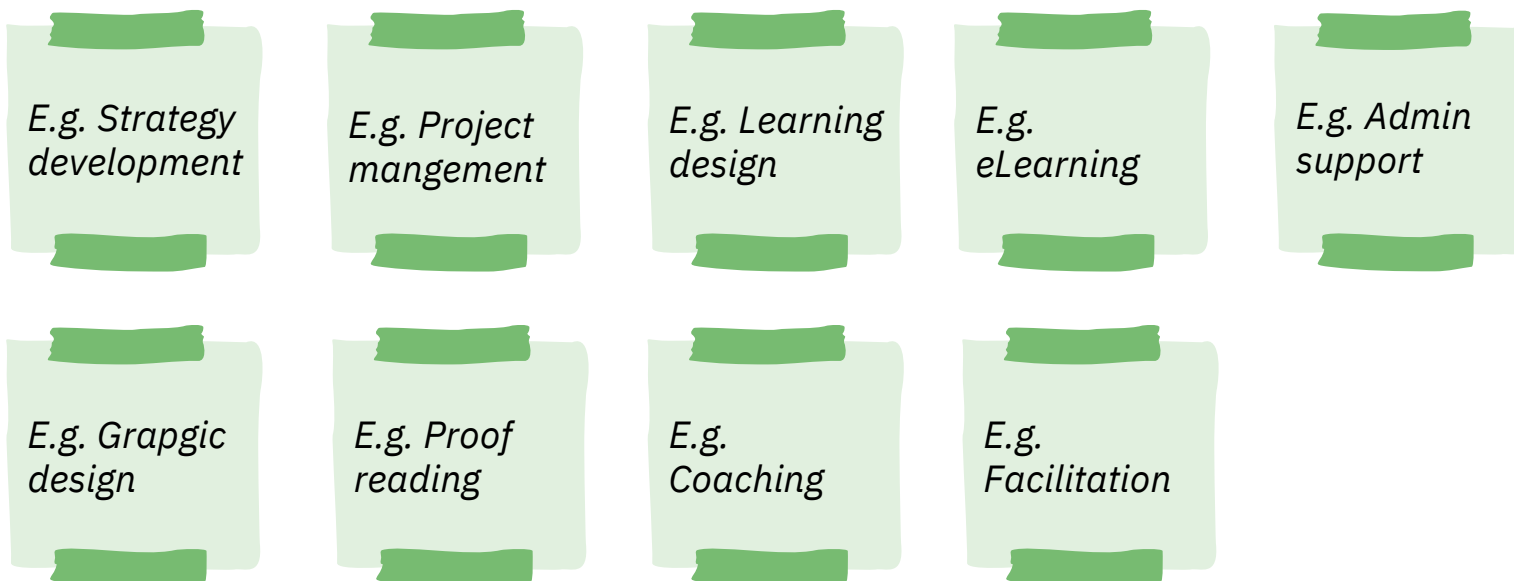 E.g. Strategy
development
E.g. Project
mangement
E.g. Learning
design
E.g.
eLearning
E.g. Admin
support
E.g. Grapgic
design
E.g. Proof
reading
E.g.
Coaching
E.g.
Facilitation